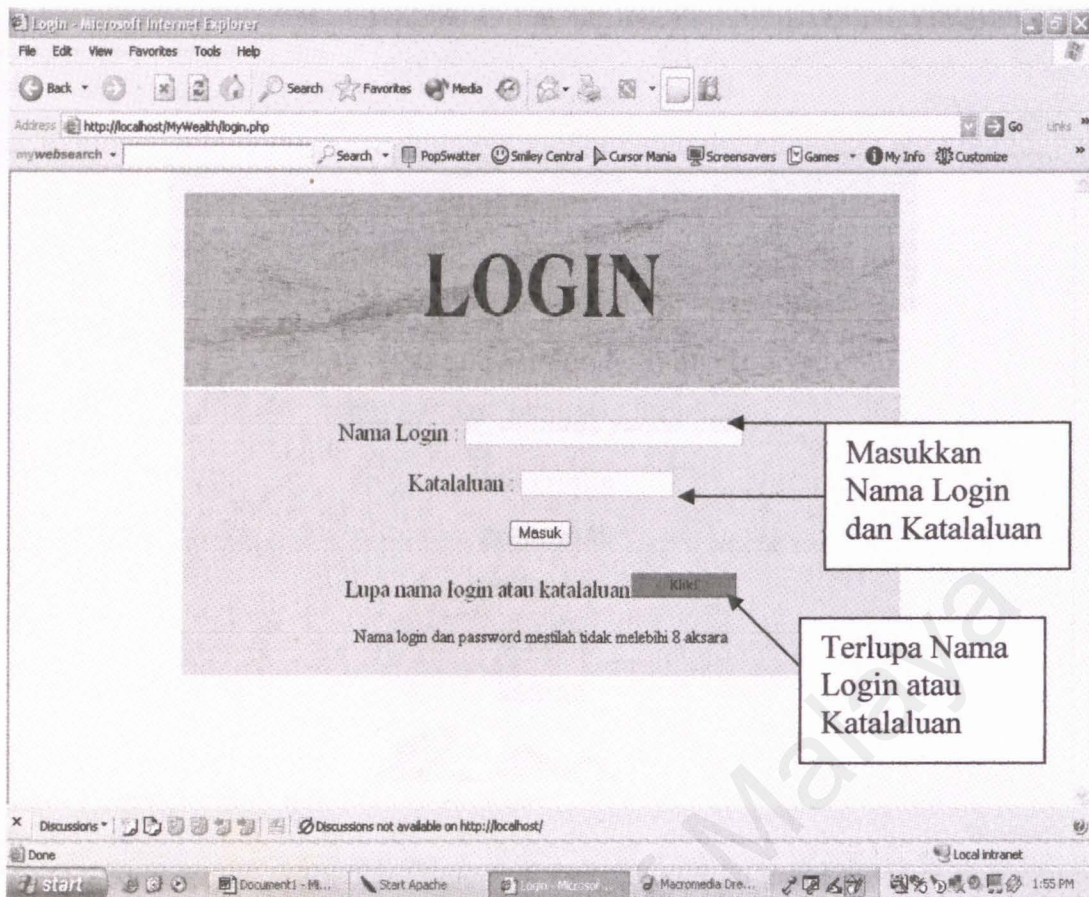 Login - Microsoft Internet Explorer
File Edit View Favorites Tools Help
Back Search Favorites Media
Address http://localhost/MyWealth/login.php Go Links »
mywebsearch Search PopSwatter Smiley Central Cursor Mania Screensavers Games My Info Customize »
LOGIN
Nama Login :
Katalaluan :
Masuk
Lupa nama login atau katalaluan Klik!
Nama login dan password mestilah tidak melebihi 8 aksara
Masukkan
Nama Login
dan Katalaluan
Terlupa Nama
Login atau
Katalaluan
Malaya
× Discussions Discussions not available on http://localhost/
Done Local intranet
start Document1 - Mi... Start Apache Login - Microsof... Macromedia Dre... 1:55 PM